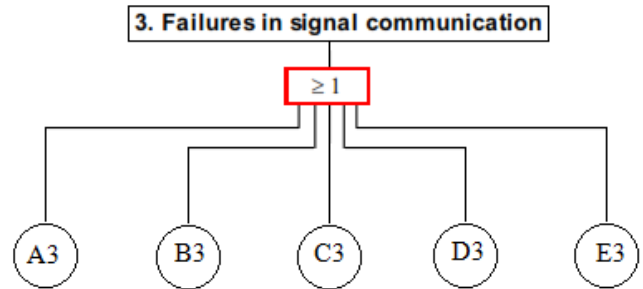 3. Failures in signal communication
≥ 1
A3 B3 C3 D3 E3